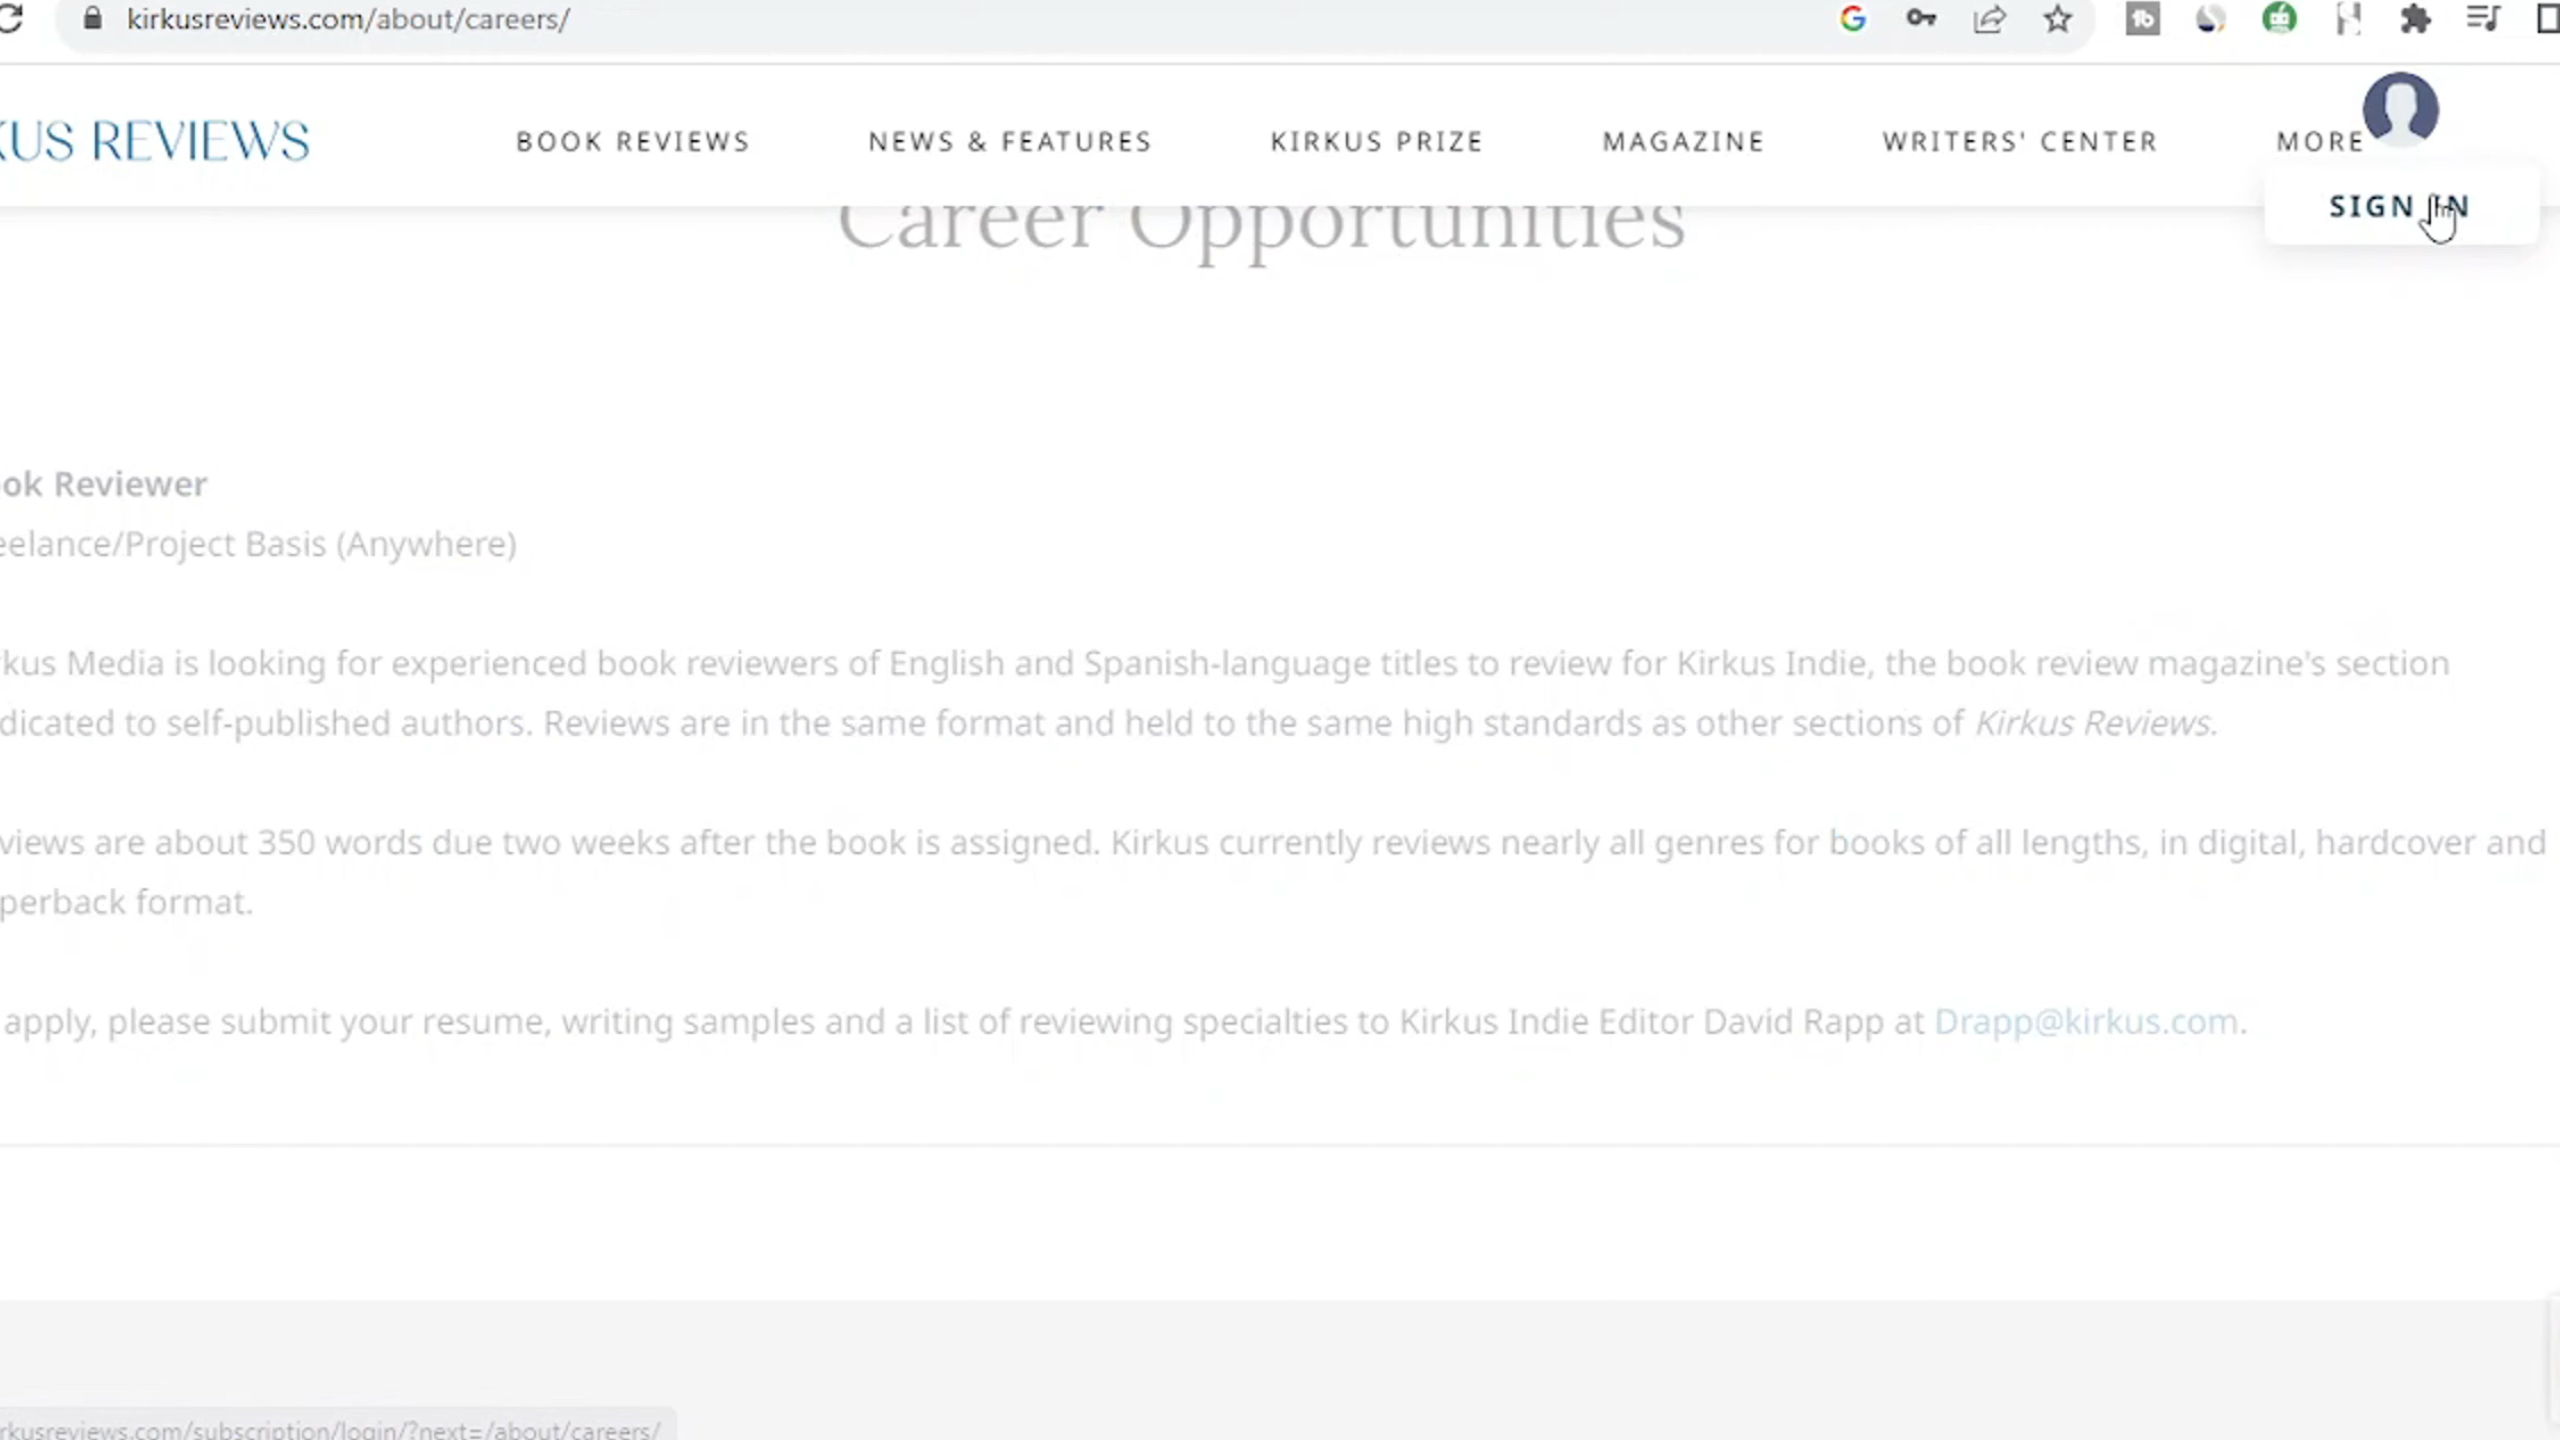 kirkusreviews.com/about/careers/
KUS REVIEWS
BOOK REVIEWS
NEWS & FEATURES
KIRKUS PRIZE
MAGAZINE
WRITERS' CENTER
MORE
SIGN IN
Career Opportunities
ok Reviewer
eelance/Project Basis (Anywhere)
rkus Media is looking for experienced book reviewers of English and Spanish-language titles to review for Kirkus Indie, the book review magazine's section
dicated to self-published authors. Reviews are in the same format and held to the same high standards as other sections of Kirkus Reviews.
views are about 350 words due two weeks after the book is assigned. Kirkus currently reviews nearly all genres for books of all lengths, in digital, hardcover and
perback format.
apply, please submit your resume, writing samples and a list of reviewing specialties to Kirkus Indie Editor David Rapp at Drapp@kirkus.com.
rkusreviews.com/subscription/login/?next=/about/careers/